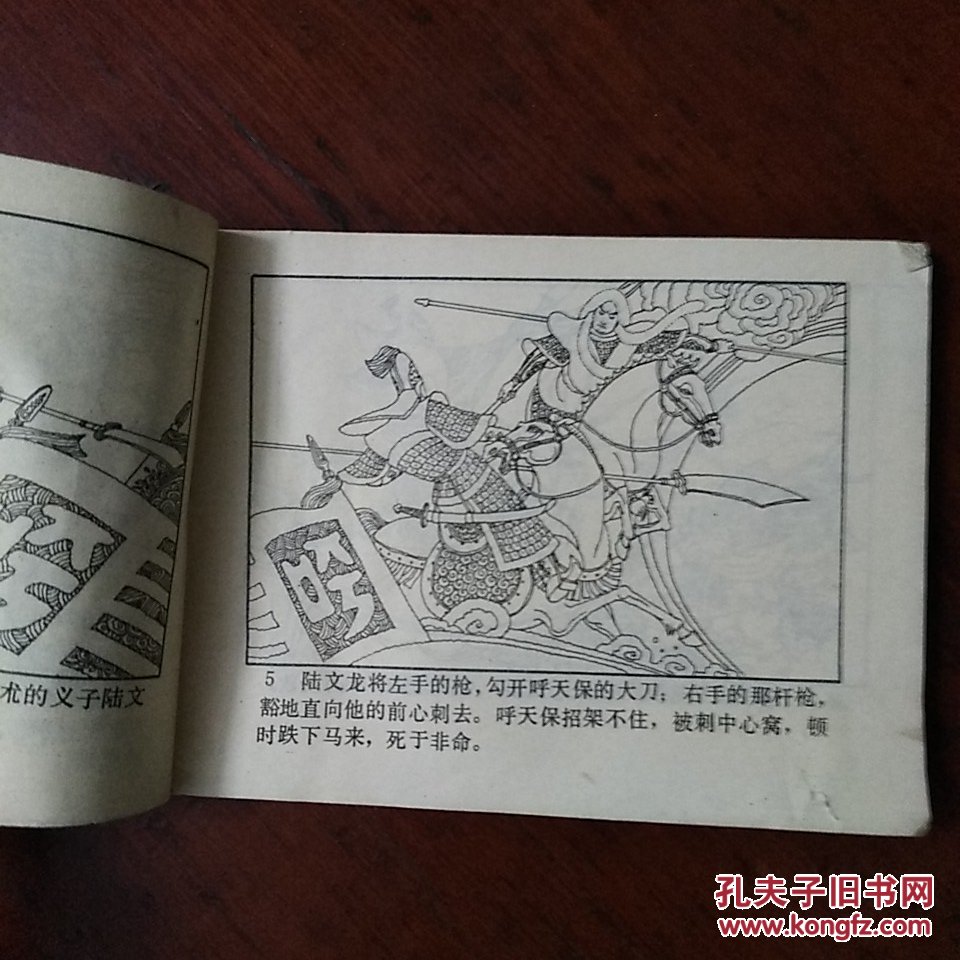 术的义子陆文
呼
5 陆文龙将左手的枪，勾开呼天保的大刀；右手的那杆枪，
豁地直向他的前心刺去。呼天保招架不住，被刺中心窝，顿
时跌下马来，死于非命。
孔夫子旧书网
www.kongfz.com